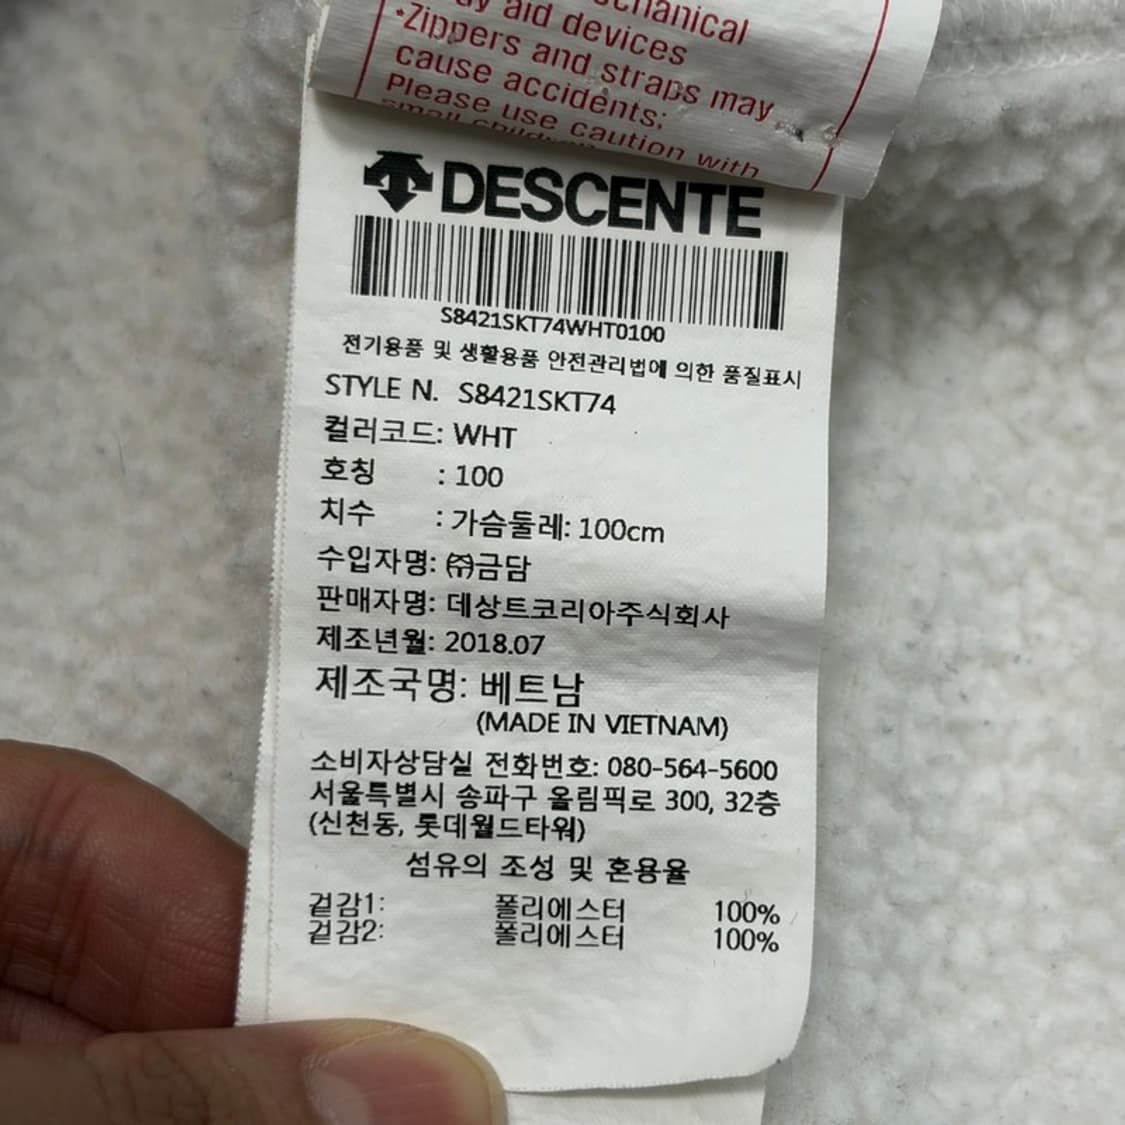 aid devices
*Zippers and straps may
cause accidents;
Please use caution with
DESCENTE
S8421SKT74WHT0100
전기용품 및 생활용품 안전관리법에 의한 품질표시
STYLE N. S8421SKT74
컬러코드: WHT
호칭 : 100
치수 : 가슴둘레: 100cm
수입자명: ㈜금담
판매자명: 데상트코리아주식회사
제조년월: 2018.07
제조국명: 베트남
(MADE IN VIETNAM)
소비자상담실 전화번호: 080-564-5600
서울특별시 송파구 올림픽로 300, 32층
(신천동, 롯데월드타워)
섬유의 조성 및 혼용율
겉감1: 폴리에스터 100%
겉감2: 폴리에스터 100%